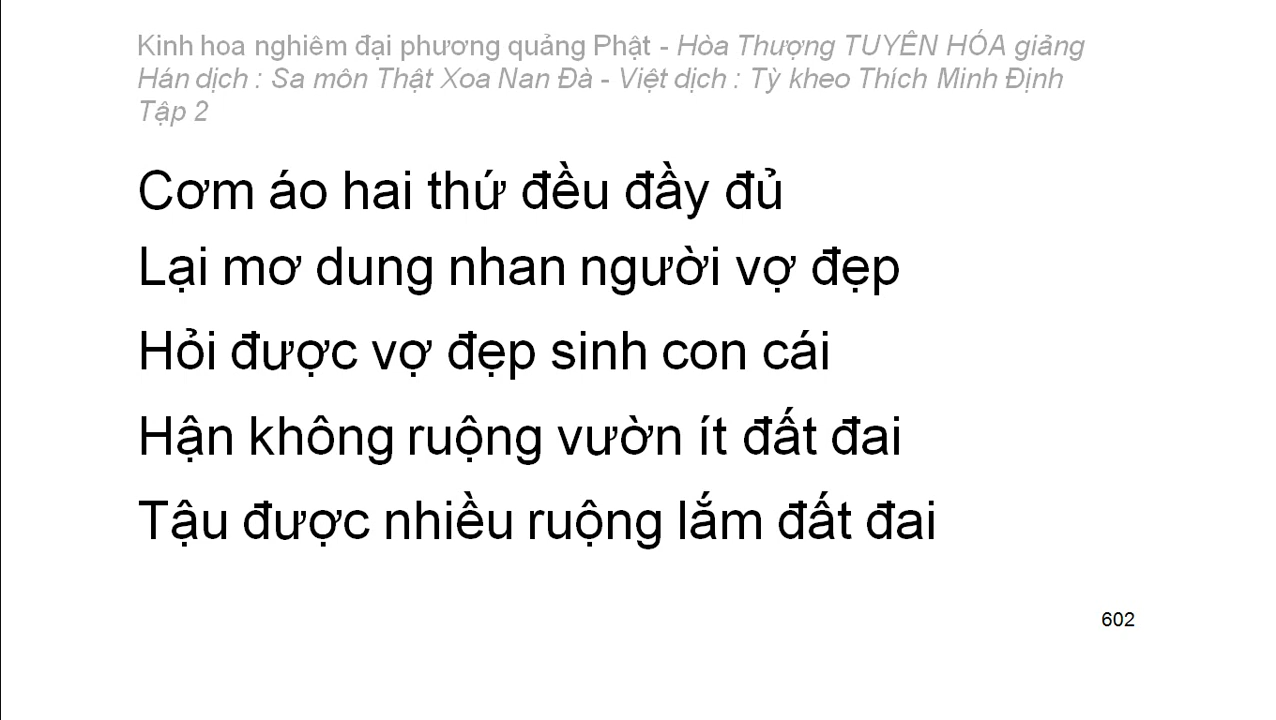 Kinh hoa nghiêm đại phương quảng Phật - Hòa Thượng TUYÊN HÓA giảng
Hán dịch : Sa môn Thật Xoa Nan Đà - Việt dịch : Tỳ kheo Thích Minh Định
Tập 2
Cơm áo hai thứ đều đầy đủ
Lại mơ dung nhan người vợ đẹp
Hỏi được vợ đẹp sinh con cái
Hận không ruộng vườn ít đất đai
Tậu được nhiều ruộng lắm đất đai
602